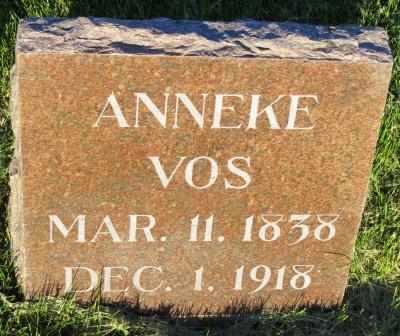 ANNEKE
VOS
MAR. 11. 1838
DEC. 1. 1918